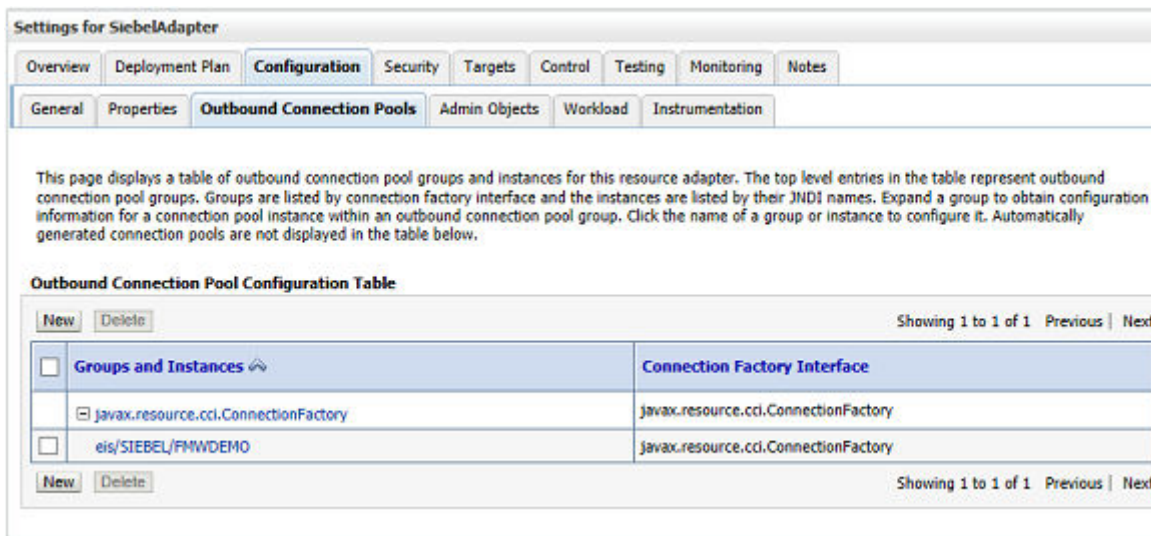 Settings for SiebelAdapter
Overview Deployment Plan Configuration Security Targets Control Testing Monitoring Notes
General Properties Outbound Connection Pools Admin Objects Workload Instrumentation
This page displays a table of outbound connection pool groups and instances for this resource adapter. The top level entries in the table represent outbound
connection pool groups. Groups are listed by connection factory interface and the instances are listed by their JNDI names. Expand a group to obtain configuration
information for a connection pool instance within an outbound connection pool group. Click the name of a group or instance to configure it. Automatically
generated connection pools are not displayed in the table below.
Outbound Connection Pool Configuration Table
New Delete Showing 1 to 1 of 1 Previous | Next
Groups and Instances Connection Factory Interface
javax.resource.cci.ConnectionFactory javax.resource.cci.ConnectionFactory
eis/SIEBEL/FMWDEMO javax.resource.cci.ConnectionFactory
New Delete Showing 1 to 1 of 1 Previous | Next